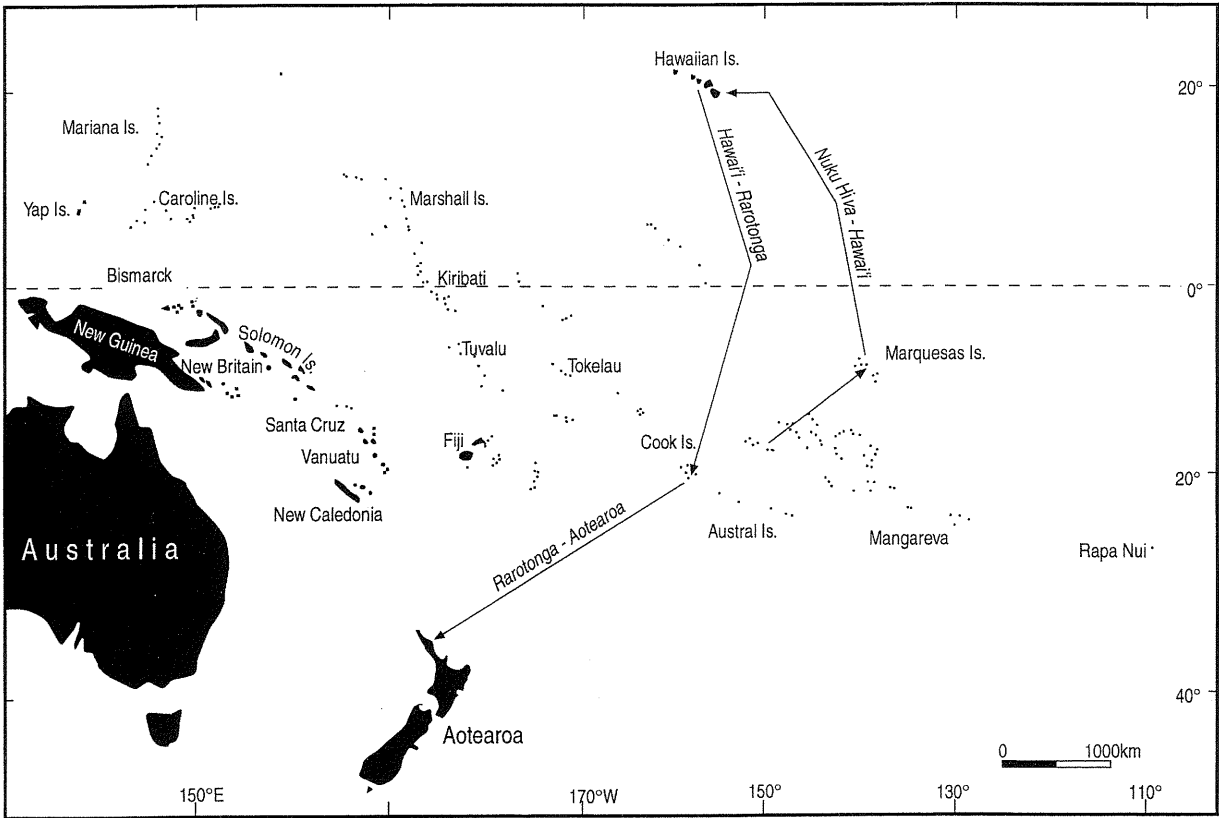 Hawaiian Is.
20°
Mariana Is.
Hawai'i - Rarotonga
Nuku Hiva - Hawai'i
Yap Is.
Caroline Is.
Marshall Is.
Bismarck
Kiribati
0°
New Guinea
Solomon Is.
New Britain
Tuvalu
Tokelau
Marquesas Is.
Santa Cruz
Fiji
Cook Is.
Vanuatu
20°
New Caledonia
Austral Is.
Mangareva
Australia
Rarotonga - Aotearoa
Rapa Nui
40°
Aotearoa
0 1000km
150°E 170°W 150° 130° 110°